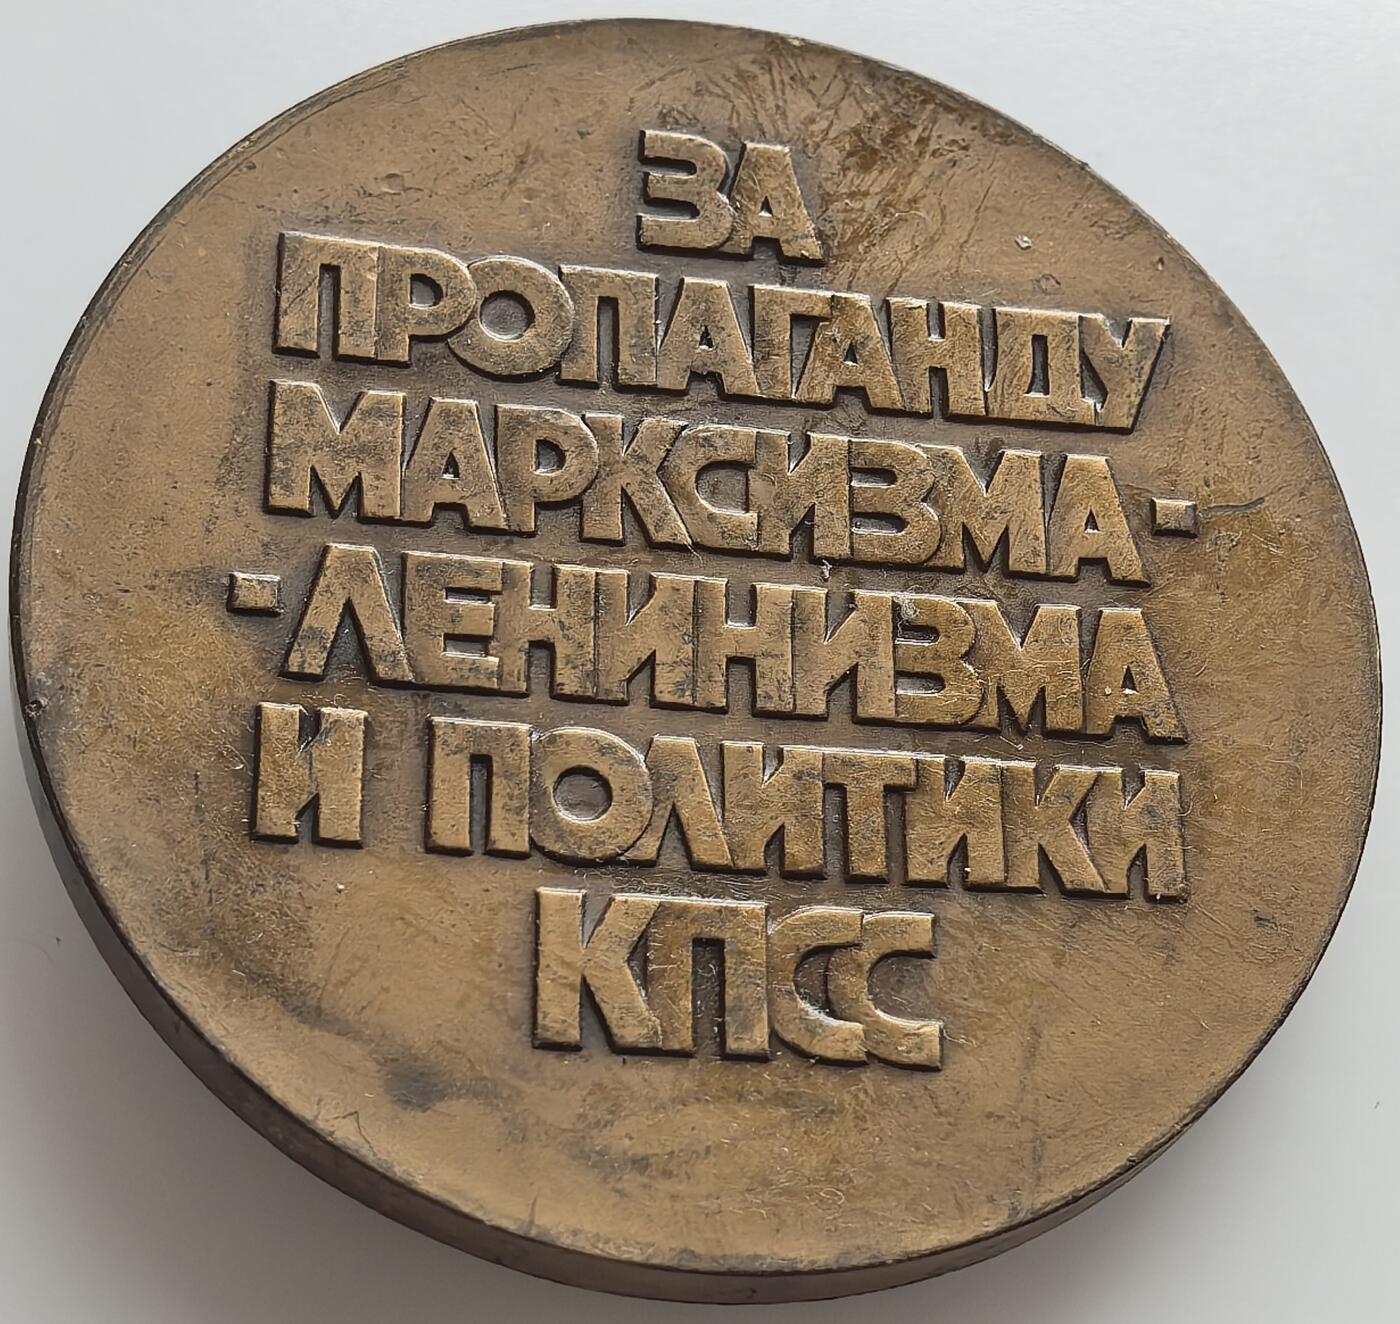 ЗА
ПРОПАГАНДУ
МАРКСИЗМА-
-ЛЕНИНИЗМА
И ПОЛИТИКИ
КПСС